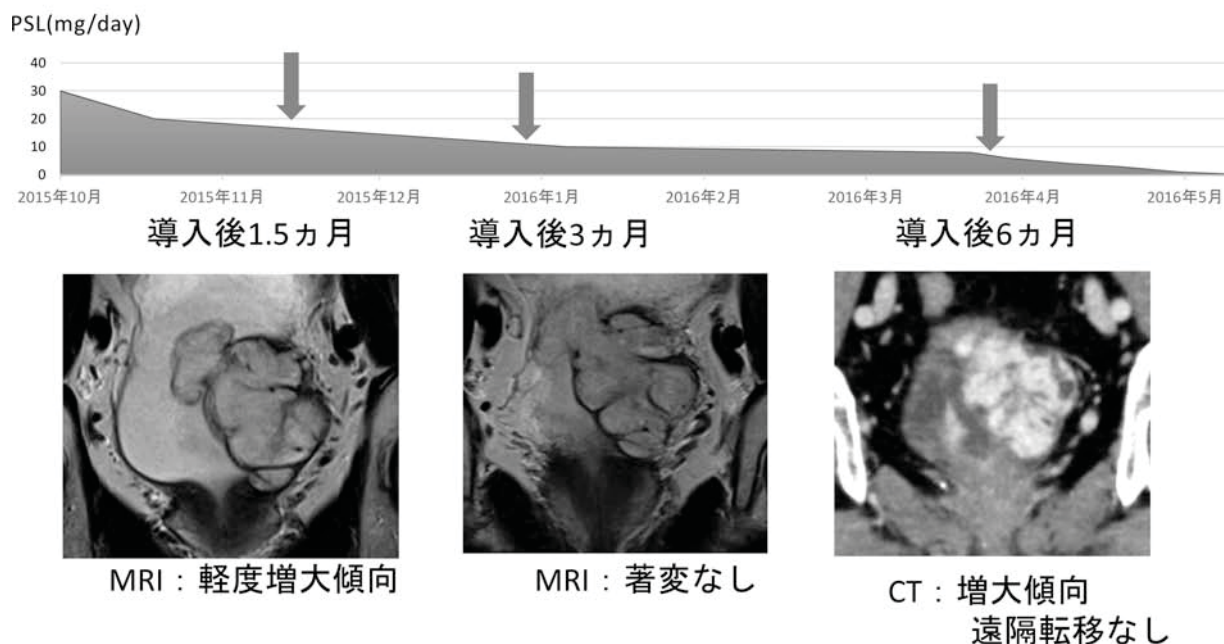 PSL(mg/day)
40
30
20
10
0
2015年10月 2015年11月 2015年12月 2016年1月 2016年2月 2016年3月 2016年4月 2016年5月
導入後1.5ヵ月 導入後3ヵ月 導入後6ヵ月
MRI：軽度増大傾向 MRI：著変なし CT：増大傾向
遠隔転移なし